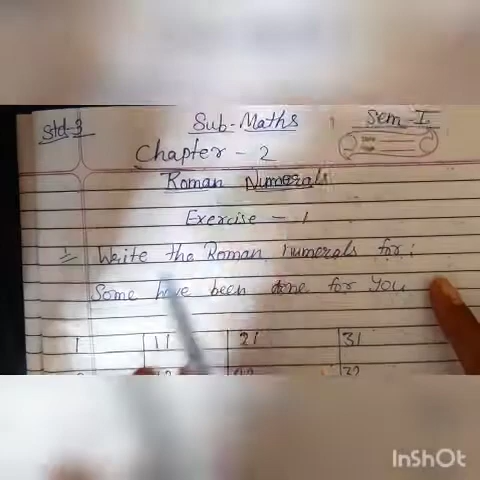 Std-3 Sub-Maths Sem-I
Chapter - 2
Roman Numerals
Exercise - 1
Write the Roman numerals for:
Some have been done for you.
1 11 21 31
32
InShOt